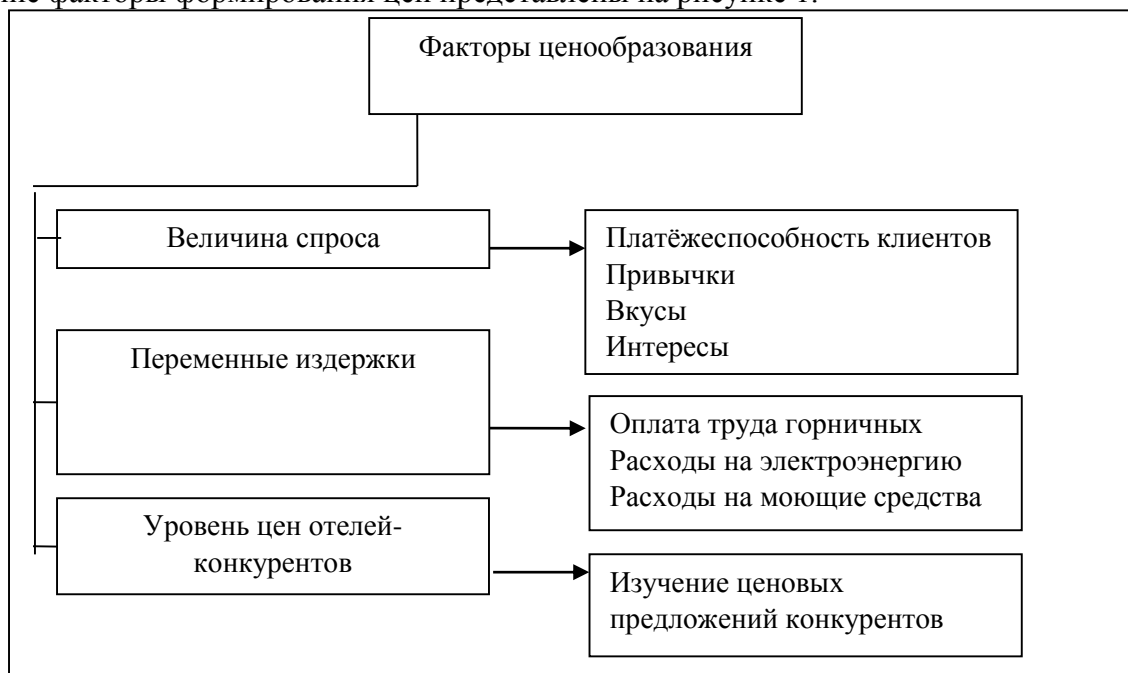 факторы формирования цен представлены на рисунке 1.
Факторы ценообразования
Величина спроса
Платёжеспособность клиентов
Привычки
Вкусы
Интересы
Переменные издержки
Оплата труда горничных
Расходы на электроэнергию
Расходы на моющие средства
Уровень цен отелей-
конкурентов
Изучение ценовых
предложений конкурентов